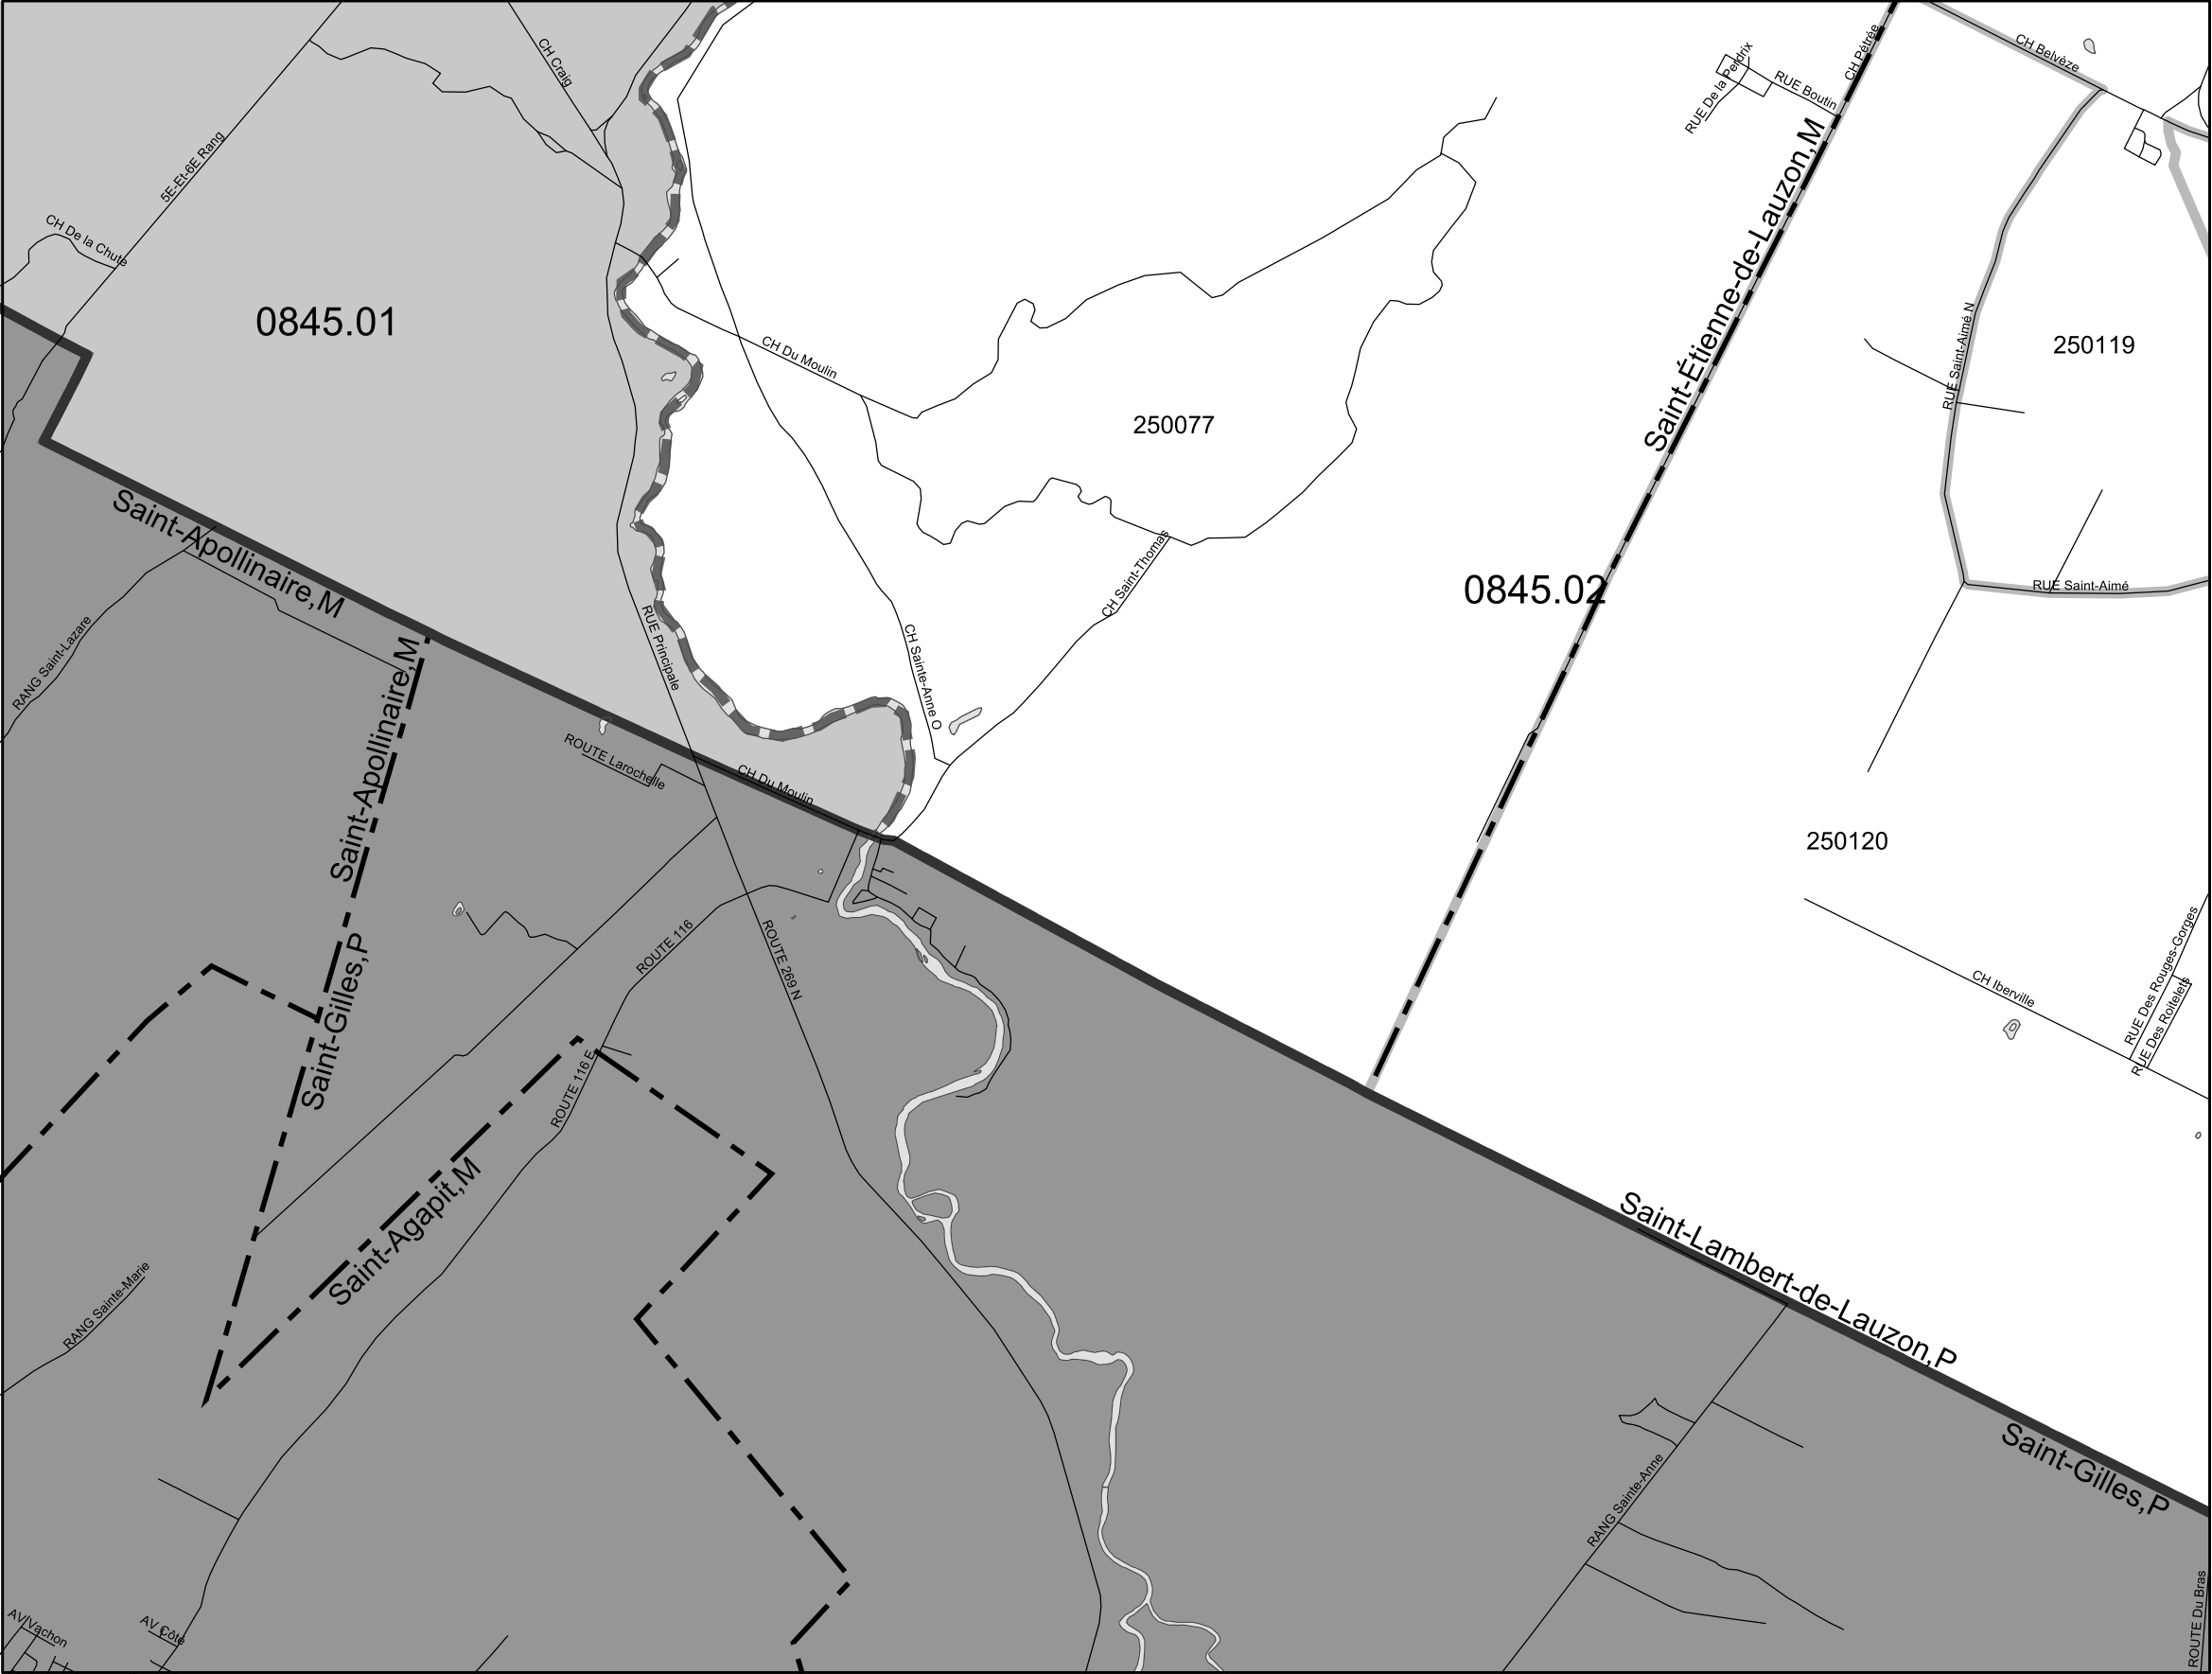 CH Craig
CH Pétrée
CH Belvèze
RUE De la Perdrix
RUE Boutin
5E-Et-6E Rang
CH De la Chute
Saint-Étienne-de-Lauzon,M
0845.01
CH Du Moulin
RUE Saint-Aimé N
250119
250077
Saint-Apollinaire,M
CH Saint-Thomas
0845.02
RUE Saint-Aimé
RANG Saint-Lazare
RUE Principale
CH Sainte-Anne O
Saint-Apollinaire,M
ROUTE Larochelle
CH Du Moulin
250120
ROUTE 116
ROUTE 269 N
Saint-Gilles,P
CH Iberville
RUE Des Rouges-Gorges
RUE Des Roitelets
ROUTE 116 E
Saint-Agapit,M
RANG Sainte-Marie
Saint-Lambert-de-Lauzon,P
Saint-Gilles,P
RANG Sainte-Anne
ROUTE Du Bras
AV Vachon
AV Côté